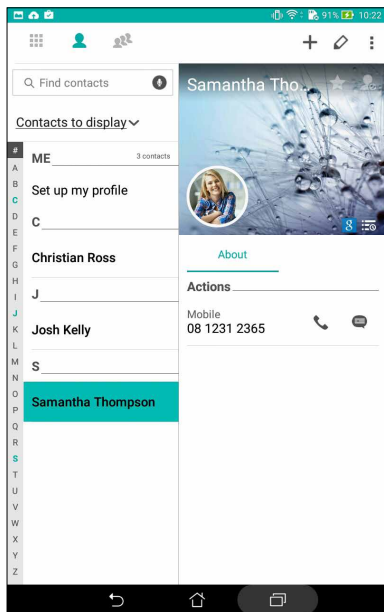 91% 10:22
Find contacts
Samantha Tho...
Contacts to display
#
A
B
C
D
E
F
G
H
I
J
K
L
M
N
O
P
Q
R
S
T
U
V
W
X
Y
Z
ME 3 contacts
Set up my profile
C
Christian Ross
J
Josh Kelly
S
Samantha Thompson
8
About
Actions
Mobile
08 1231 2365